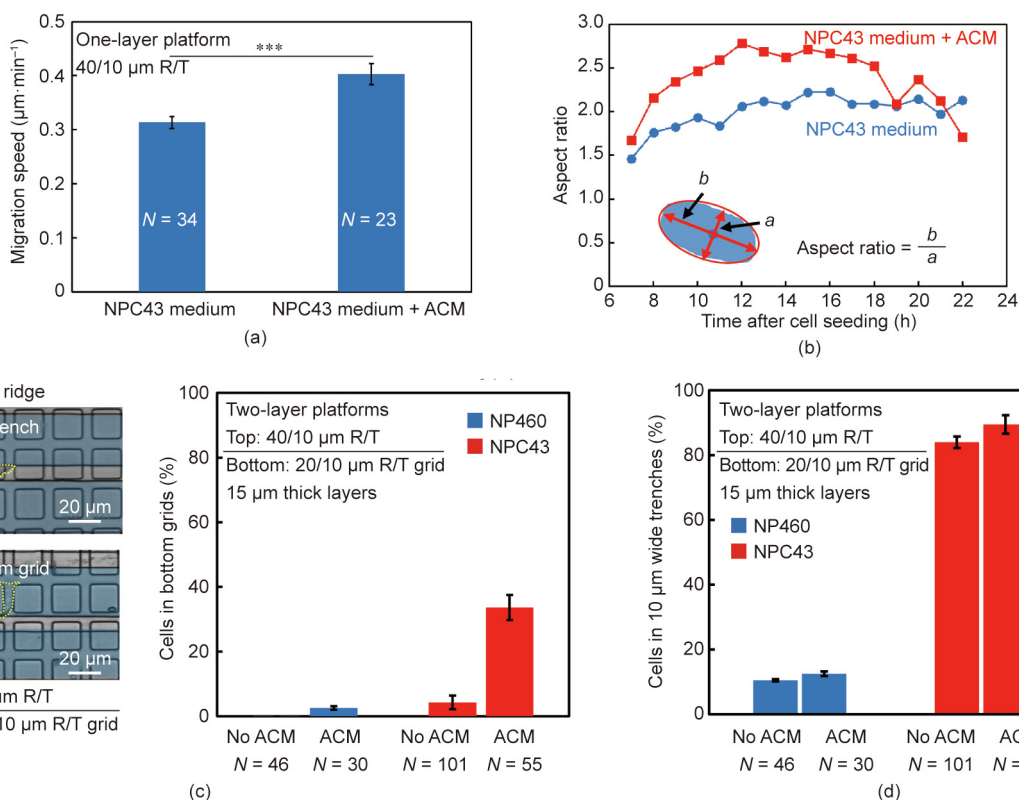 One-layer platform
40/10 μm R/T
***
Migration speed (μm·min⁻¹)
0.5
0.4
0.3
0.2
0.1
0
N = 34
N = 23
NPC43 medium
NPC43 medium + ACM
(a)
NPC43 medium + ACM
NPC43 medium
Aspect ratio
3.0
2.5
2.0
1.5
1.0
0.5
0
b
a
Aspect ratio = b
a
6 8 10 12 14 16 18 20 22 24
Time after cell seeding (h)
(b)
ridge
ench
20 μm
m grid
20 μm
μm R/T
10 μm R/T grid
Cells in bottom grids (%)
100
80
60
40
20
0
Two-layer platforms
Top: 40/10 μm R/T
Bottom: 20/10 μm R/T grid
15 μm thick layers
NP460
NPC43
No ACM ACM No ACM ACM
N = 46 N = 30 N = 101 N = 55
(c)
Cells in 10 μm wide trenches (%)
100
80
60
40
20
0
Two-layer platforms
Top: 40/10 μm R/T
Bottom: 20/10 μm R/T grid
15 μm thick layers
NP460
NPC43
No ACM ACM No ACM AC
N = 46 N = 30 N = 101 N =
(d)